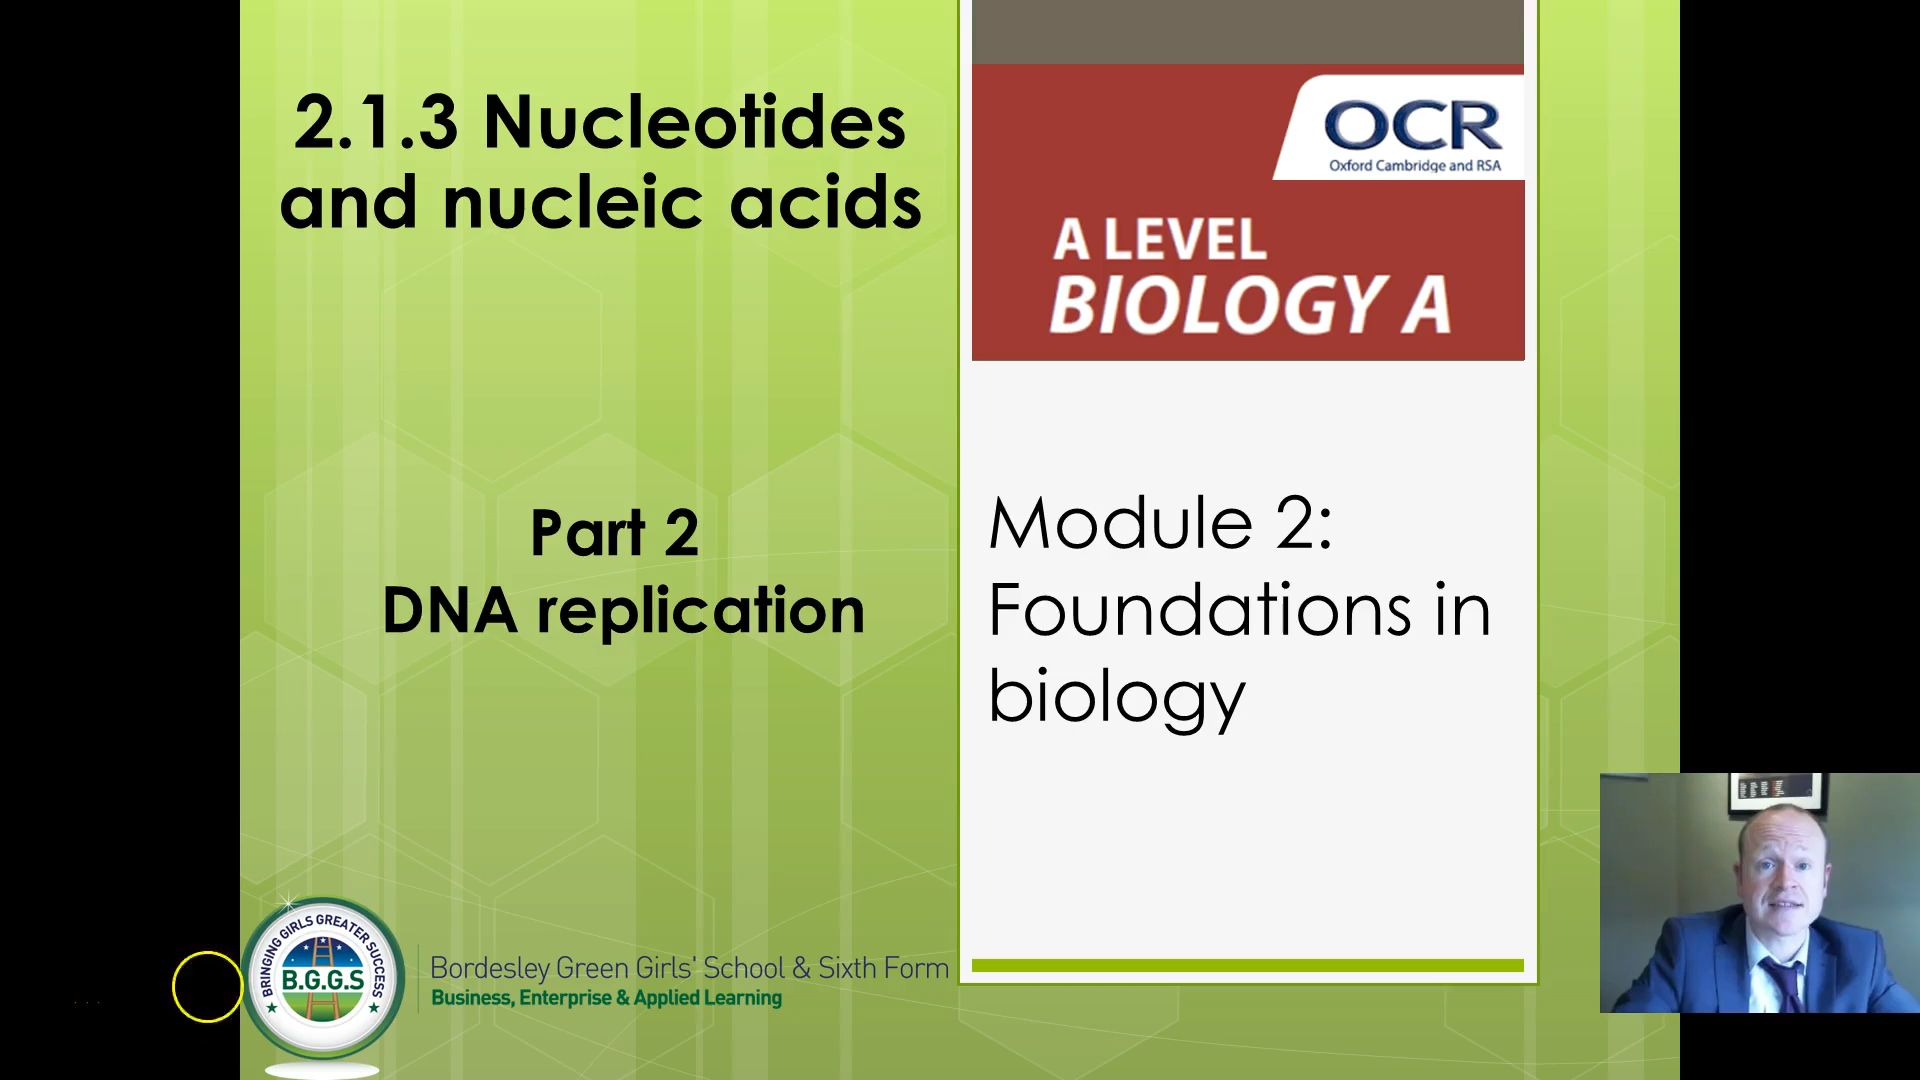 2.1.3 Nucleotides
and nucleic acids
Part 2
DNA replication
OCR
Oxford Cambridge and RSA
A LEVEL
BIOLOGY A
Module 2:
Foundations in
biology
BRINGING GIRLS GREATER SUCCESS
B.G.G.S
Bordesley Green Girls' School & Sixth Form
Business, Enterprise & Applied Learning